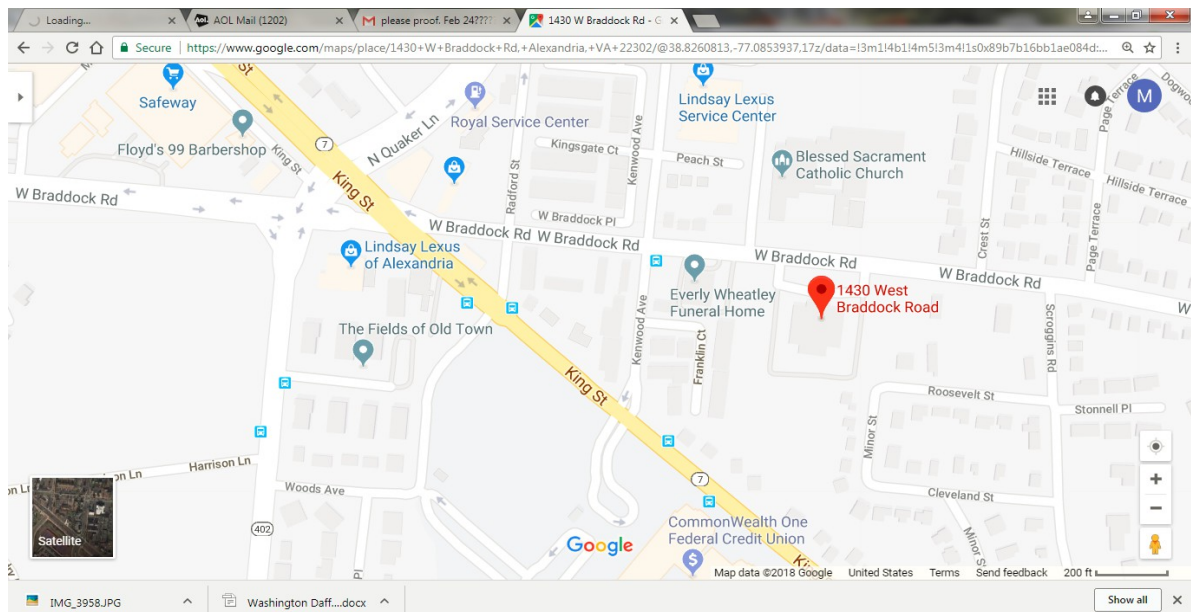 Loading...
AOL Mail (1202)
please proof. Feb 24????
1430 W Braddock Rd - G
Secure
https://www.google.com/maps/place/1430+W+Braddock+Rd,+Alexandria,+VA+22302/@38.8260813,-77.0853937,17z/data=!3m1!4b1!4m5!3m4!1s0x89b7b16bb1ae084d:...
Safeway
St
Floyd's 99 Barbershop
King St
7
N Quaker Ln
Royal Service Center
Kingsgate Ct
Kenwood Ave
Peach St
Lindsay Lexus
Service Center
M
Page Terrace
Blessed Sacrament
Catholic Church
Hillside Terrace
Hillside Terrace
W Braddock Rd
King St
Radford St
W Braddock Pl
W Braddock Rd
W Braddock Rd
W Braddock Rd
Crest St
Page Terrace
W Braddock Rd
W
Lindsay Lexus
of Alexandria
Everly Wheatley
Funeral Home
1430 West
Braddock Road
The Fields of Old Town
Kenwood Ave
Franklin Ct
Scroggins Rd
King St
Roosevelt St
Stonnell Pl
Minor St
Harrison Ln
on Ln
Woods Ave
7
Cleveland St
Minor S
402
Satellite
Google
CommonWealth One
Federal Credit Union
Pl
Map data ©2018 Google
United States
Terms
Send feedback
200 ft
IMG_3958.JPG
Washington Daff....docx
Show all